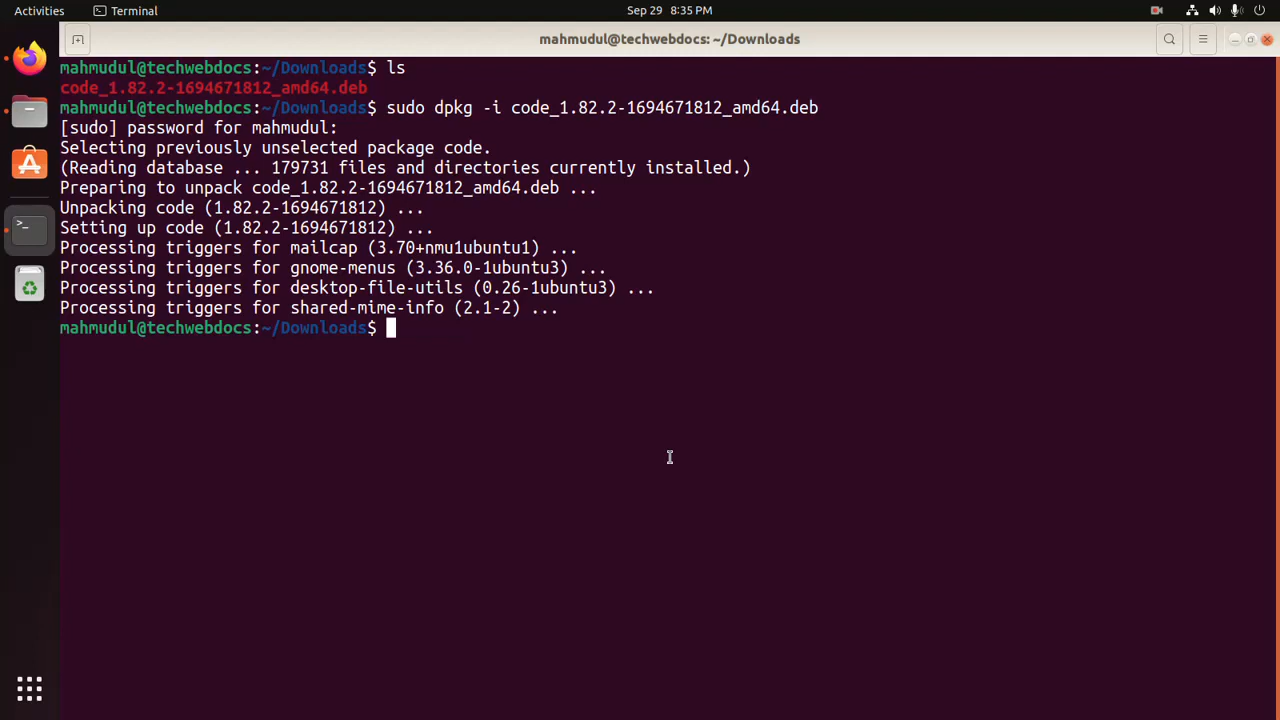 Activities
Terminal
Sep 29 8:35 PM
mahmudul@techwebdocs: ~/Downloads
mahmudul@techwebdocs:~/Downloads$ ls
code_1.82.2-1694671812_amd64.deb
mahmudul@techwebdocs:~/Downloads$ sudo dpkg -i code_1.82.2-1694671812_amd64.deb
[sudo] password for mahmudul:
Selecting previously unselected package code.
(Reading database ... 179731 files and directories currently installed.)
Preparing to unpack code_1.82.2-1694671812_amd64.deb ...
Unpacking code (1.82.2-1694671812) ...
Setting up code (1.82.2-1694671812) ...
Processing triggers for mailcap (3.70+nmu1ubuntu1) ...
Processing triggers for gnome-menus (3.36.0-1ubuntu3) ...
Processing triggers for desktop-file-utils (0.26-1ubuntu3) ...
Processing triggers for shared-mime-info (2.1-2) ...
mahmudul@techwebdocs:~/Downloads$